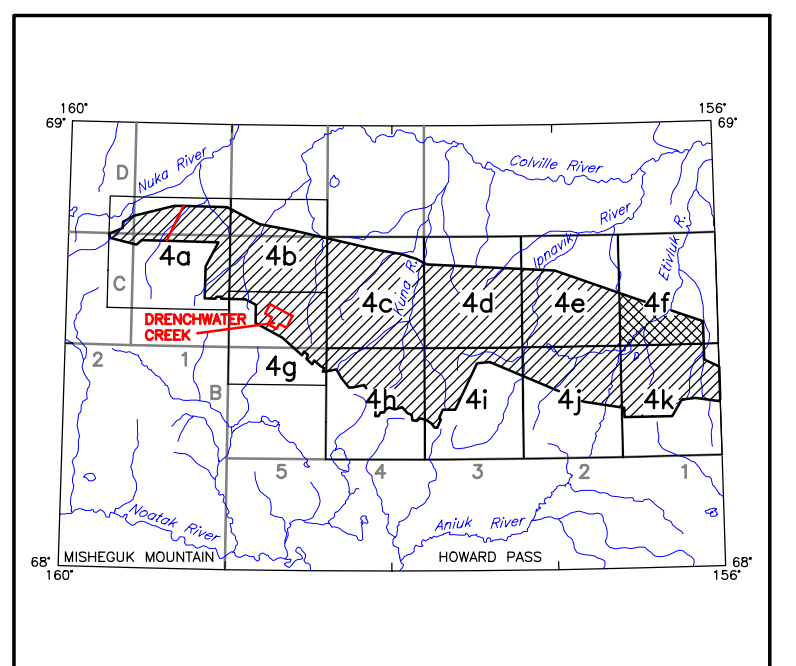 160°
156°
69°
69°
D
Nuka River
Colville River
River
Ipnavik
Etivluk R.
4a
4b
Kuna R.
4c
4d
4e
4f
C
DRENCHWATER
CREEK
2
1
4g
B
4h
4i
4j
4k
5
4
3
2
1
Noatak River
Aniuk River
MISHEGUK MOUNTAIN
HOWARD PASS
68°
68°
160°
156°